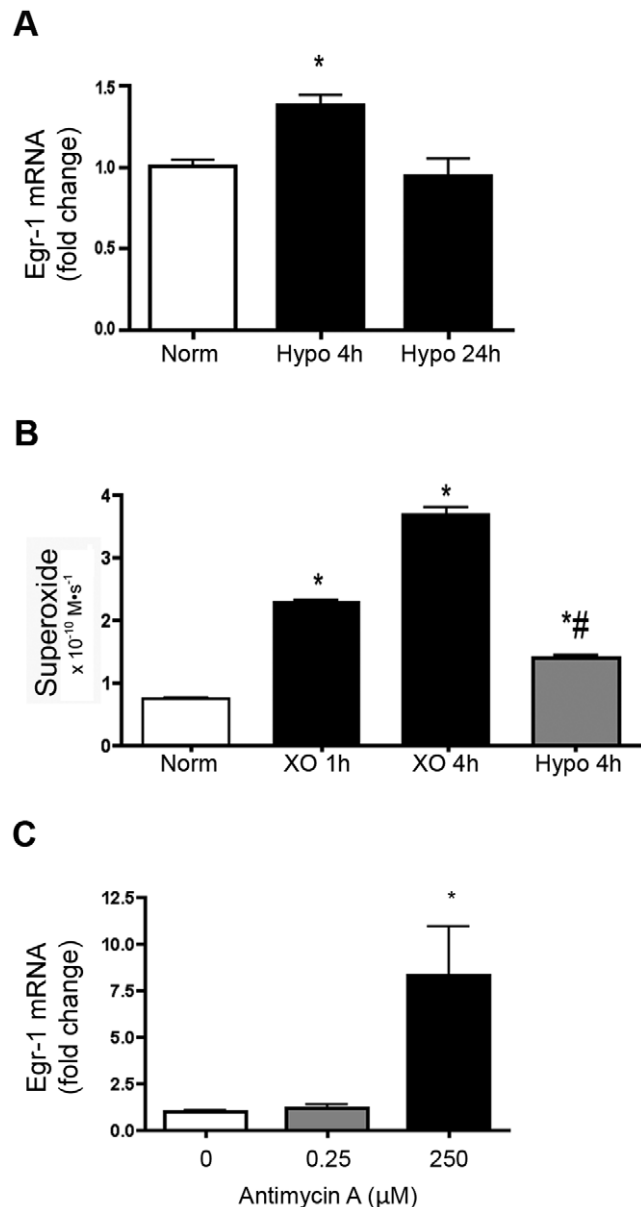 A
*
1.5
1.0
0.5
0.0
Egr-1 mRNA
(fold change)
Norm Hypo 4h Hypo 24h
B
4
3
2
1
0
Superoxide
x 10⁻¹⁰ M•s⁻¹
*
*
*#
Norm XO 1h XO 4h Hypo 4h
C
12.5
10.0
7.5
5.0
2.5
0.0
Egr-1 mRNA
(fold change)
*
0 0.25 250
Antimycin A (µM)